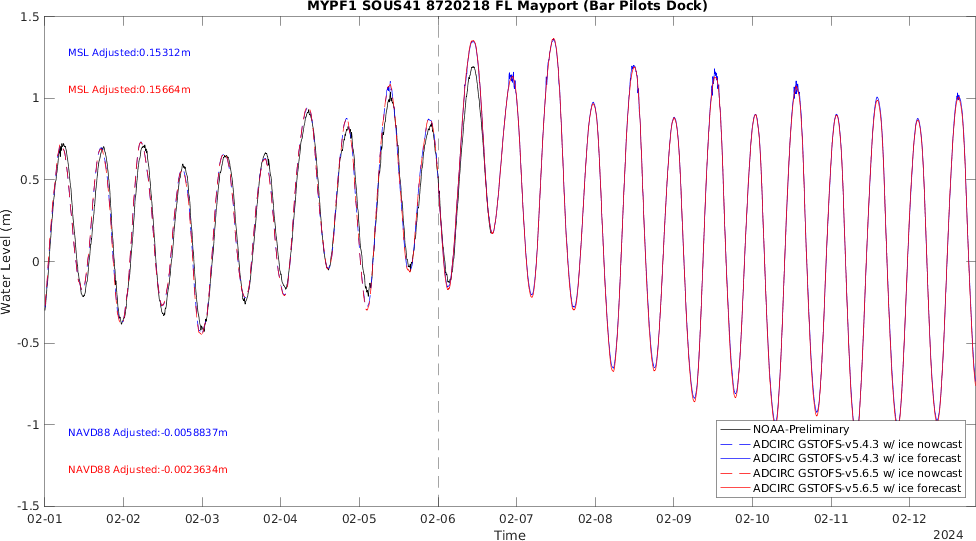 MYPF1 SOUS41 8720218 FL Mayport (Bar Pilots Dock)
1.5
1
0.5
0
-0.5
-1
-1.5
Water Level (m)
MSL Adjusted:0.15312m
MSL Adjusted:0.15664m
NAVD88 Adjusted:-0.0058837m
NAVD88 Adjusted:-0.0023634m
NOAA-Preliminary
ADCIRC GSTOFS-v5.4.3 w/ ice nowcast
ADCIRC GSTOFS-v5.4.3 w/ ice forecast
ADCIRC GSTOFS-v5.6.5 w/ ice nowcast
ADCIRC GSTOFS-v5.6.5 w/ ice forecast
02-01 02-02 02-03 02-04 02-05 02-06 02-07 02-08 02-09 02-10 02-11 02-12
Time
2024